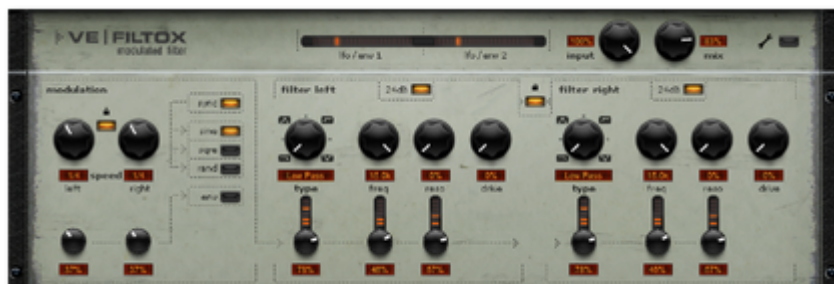 VE | FILTOX
modulated filter
lfo / env 1
lfo / env 2
100%
input
mix
modulation
sync
sine
sqre
rand
env
1/4
speed
1/4
left
right
filter left
24db
Low Pass
0%
0%
type
freq
reso
drive
filter right
24db
Low Pass
0%
0%
type
freq
reso
drive